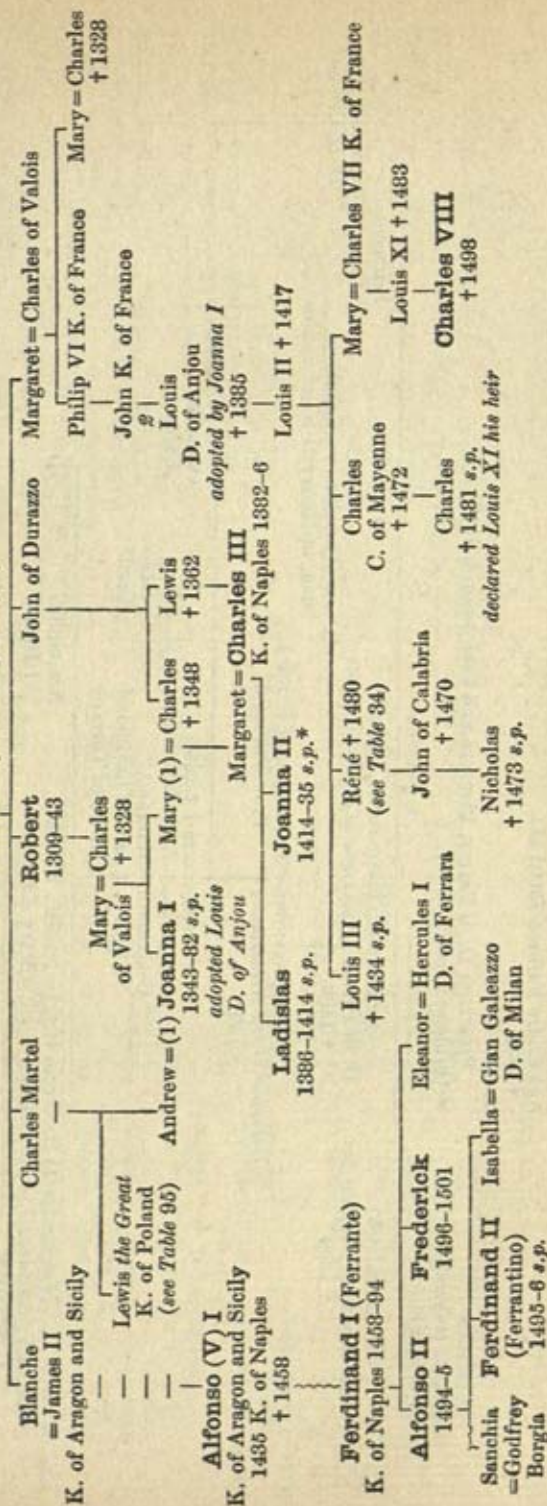 Blanche
=James II
K. of Aragon and Sicily
Charles Martel
Robert
1309–43
John of Durazzo
Margaret=Charles of Valois
Mary=Charles
of Valois † 1328
Philip VI K. of France
Mary=Charles
† 1328
Lewis the Great
K. of Poland
(see Table 95)
Andrew=(1) Joanna I
1343–82 s.p.
adopted Louis
D. of Anjou
Mary (1)=Charles
† 1348
Lewis
† 1362
John K. of France
2
Louis
D. of Anjou
adopted by Joanna I
† 1385
Margaret=Charles III
K. of Naples 1382–6
Alfonso (V) I
K. of Aragon and Sicily
1435 K. of Naples
† 1458
Ladislas
1386–1414 s.p.
Joanna II
1414–35 s.p.*
Louis II † 1417
Ferdinand I (Ferrante)
K. of Naples 1458–94
Louis III
† 1434 s.p.
Réné † 1480
(see Table 34)
Charles
C. of Mayenne
† 1472
Mary=Charles VII K. of France
Alfonso II
1494–5
Frederick
1496–1501
Eleanor=Hercules I
D. of Ferrara
John of Calabria
† 1470
Charles
† 1481 s.p.
declared Louis XI his heir
Louis XI † 1483
Sanchia
=Godfrey
Borgia
Ferdinand II
(Ferrantino)
1495–6 s.p.
Isabella=Gian Galeazzo
D. of Milan
Nicholas
† 1473 s.p.
Charles VIII
† 1498